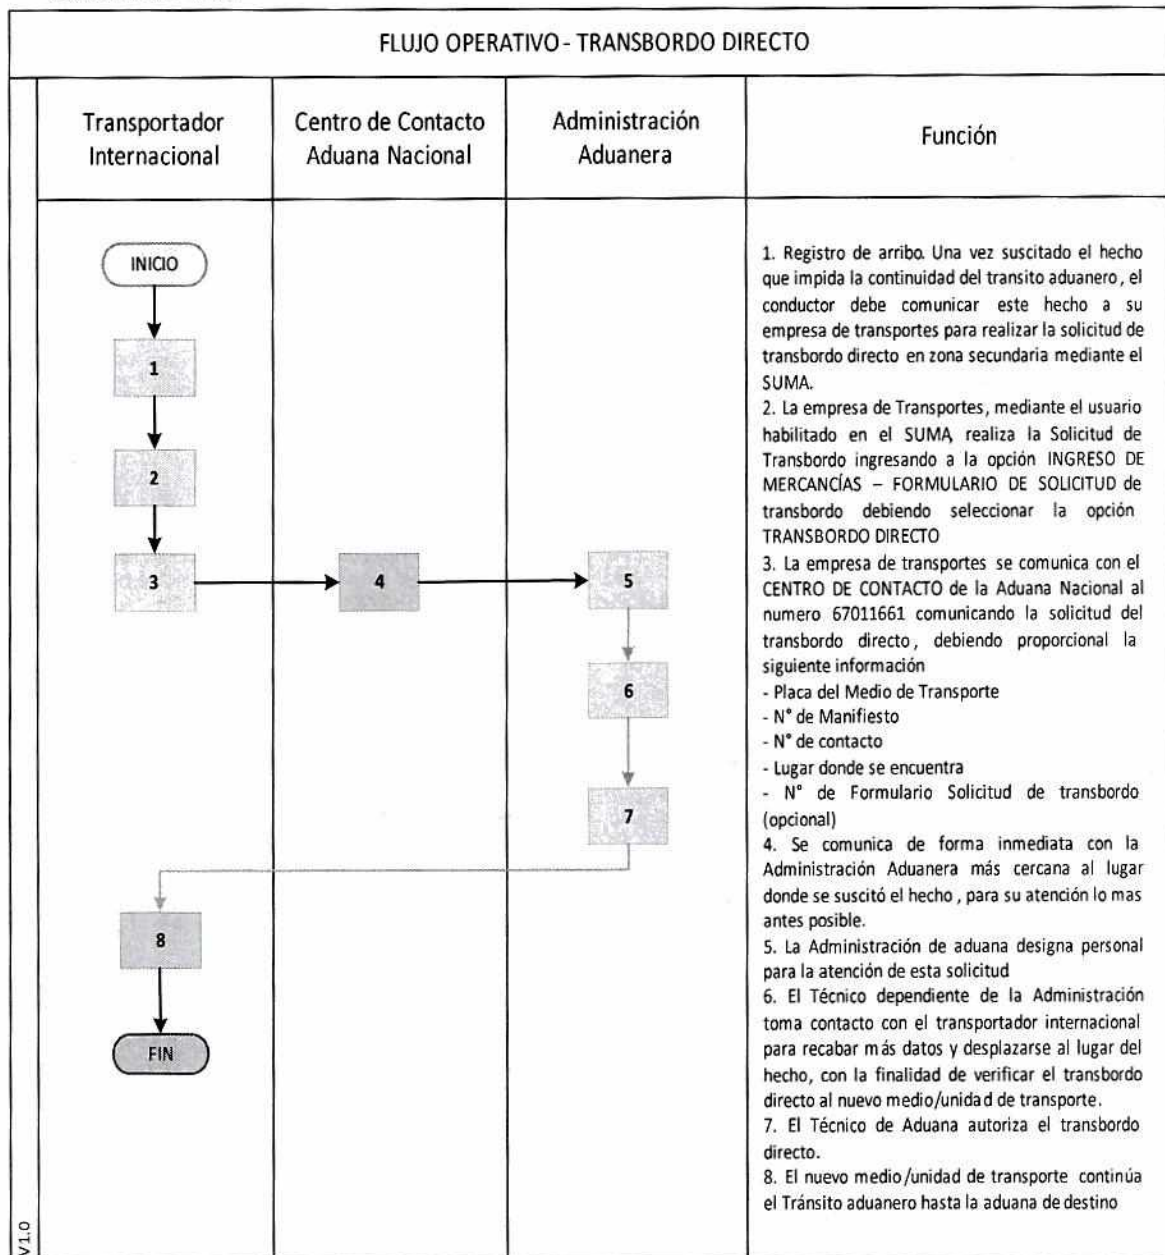 FLUJO OPERATIVO - TRANSBORDO DIRECTO
Transportador
Internacional
Centro de Contacto
Aduana Nacional
Administración
Aduanera
Función
INICIO
1
2
3
4
5
6
7
8
FIN
1. Registro de arribo. Una vez suscitado el hecho
que impida la continuidad del transito aduanero, el
conductor debe comunicar este hecho a su
empresa de transportes para realizar la solicitud de
transbordo directo en zona secundaria mediante el
SUMA.
2. La empresa de Transportes, mediante el usuario
habilitado en el SUMA, realiza la Solicitud de
Transbordo ingresando a la opción INGRESO DE
MERCANCÍAS – FORMULARIO DE SOLICITUD de
transbordo debiendo seleccionar la opción
TRANSBORDO DIRECTO
3. La empresa de transportes se comunica con el
CENTRO DE CONTACTO de la Aduana Nacional al
numero 67011661 comunicando la solicitud del
transbordo directo, debiendo proporcional la
siguiente información
- Placa del Medio de Transporte
- N° de Manifiesto
- N° de contacto
- Lugar donde se encuentra
- N° de Formulario Solicitud de transbordo
(opcional)
4. Se comunica de forma inmediata con la
Administración Aduanera más cercana al lugar
donde se suscitó el hecho, para su atención lo mas
antes posible.
5. La Administración de aduana designa personal
para la atención de esta solicitud
6. El Técnico dependiente de la Administración
toma contacto con el transportador internacional
para recabar más datos y desplazarse al lugar del
hecho, con la finalidad de verificar el transbordo
directo al nuevo medio/unidad de transporte.
7. El Técnico de Aduana autoriza el transbordo
directo.
8. El nuevo medio/unidad de transporte continúa
el Tránsito aduanero hasta la aduana de destino
V1.0